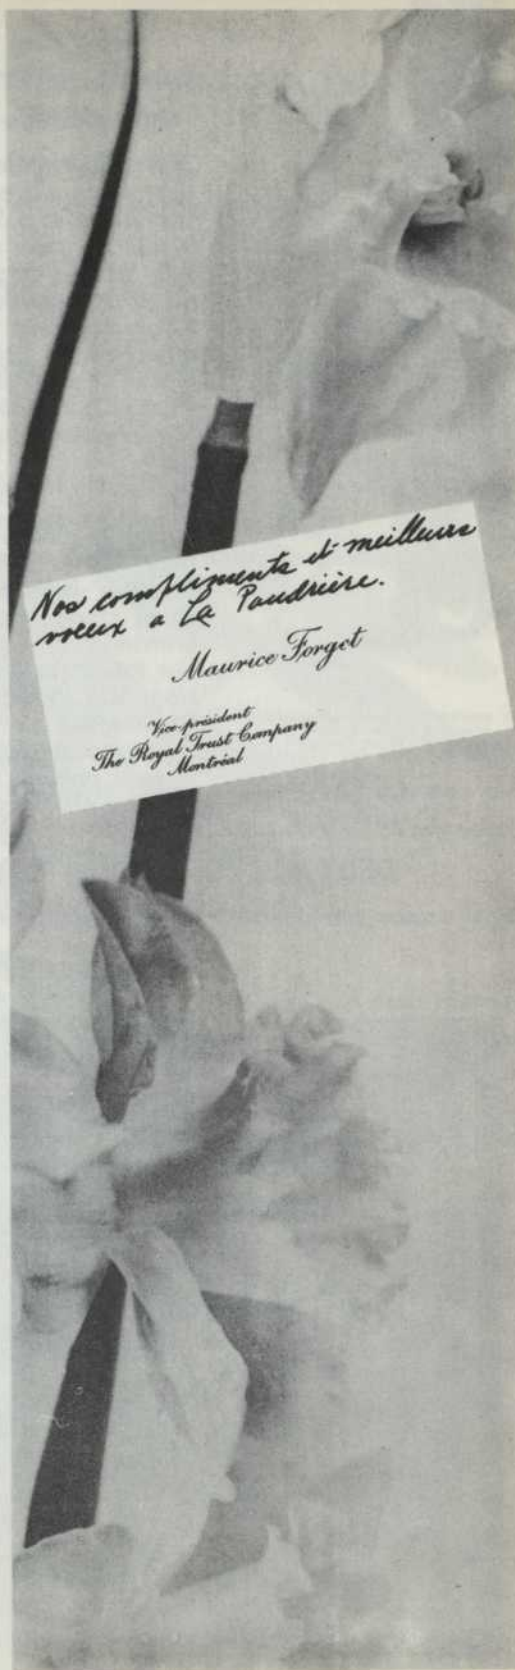 Nos compliments et meilleurs
voeux a La Poudrière.
Maurice Forget
Vice-président
The Royal Trust Company
Montréal